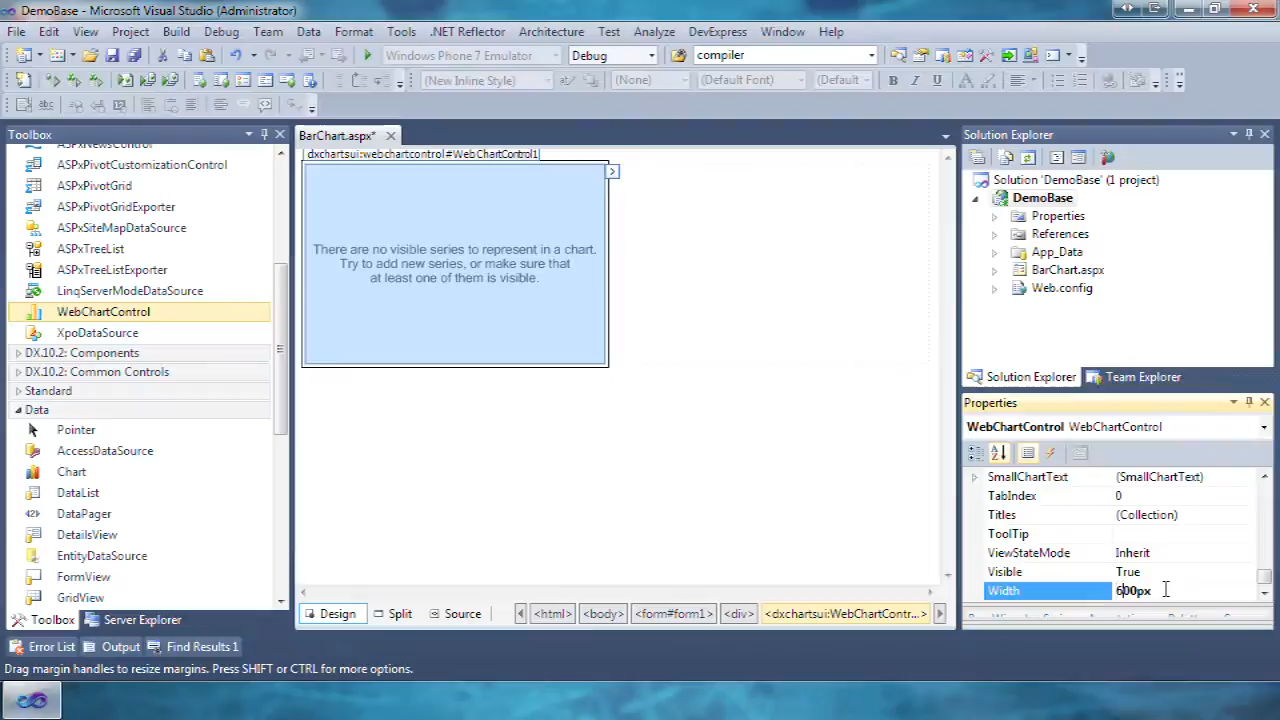 DemoBase - Microsoft Visual Studio (Administrator)
File Edit View Project Build Debug Team Data Format Tools .NET Reflector Architecture Test Analyze DevExpress Window Help
Windows Phone 7 Emulator Debug compiler
(New Inline Style) (None) (Default Font) (Default B I U A
abc
Toolbox
ASPxPivotCustomizationControl
ASPxPivotGrid
ASPxPivotGridExporter
ASPxSiteMapDataSource
ASPxTreeList
ASPxTreeListExporter
LinqServerModeDataSource
WebChartControl
XpoDataSource
DX.10.2: Components
DX.10.2: Common Controls
Standard
Data
Pointer
AccessDataSource
Chart
DataList
DataPager
DetailsView
EntityDataSource
FormView
GridView
Toolbox Server Explorer
BarChart.aspx*
dxchartsui:webchartcontrol#WebChartControl1
There are no visible series to represent in a chart.
Try to add new series, or make sure that
at least one of them is visible.
Design Split Source <html> <body> <form#form1> <div> <dxchartsui:WebChartContr...>
Solution Explorer
Solution 'DemoBase' (1 project)
DemoBase
Properties
References
App_Data
BarChart.aspx
Web.config
Solution Explorer Team Explorer
Properties
WebChartControl WebChartControl
SmallChartText (SmallChartText)
TabIndex 0
Titles (Collection)
ToolTip
ViewStateMode Inherit
Visible True
Width 600px
Error List Output Find Results 1
Drag margin handles to resize margins. Press SHIFT or CTRL for more options.